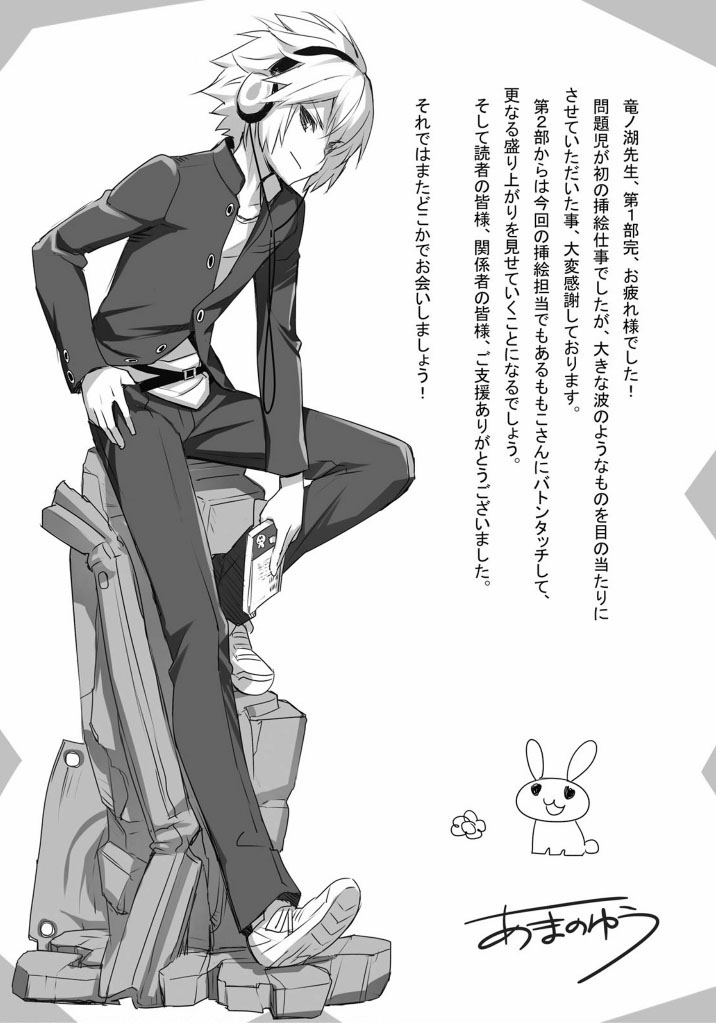 竜ノ湖先生、第１部完、お疲れ様でした！
問題児が初の挿絵仕事でしたが、大きな波のようなものを目の当たりに
させていただいた事、大変感謝しております。
第２部からは今回の挿絵担当でもあるももこさんにバトンタッチして、
更なる盛り上がりを見せていくことになるでしょう。
そして読者の皆様、関係者の皆様、ご支援ありがとうございました。
それではまたどこかでお会いしましょう！
あまのゆう